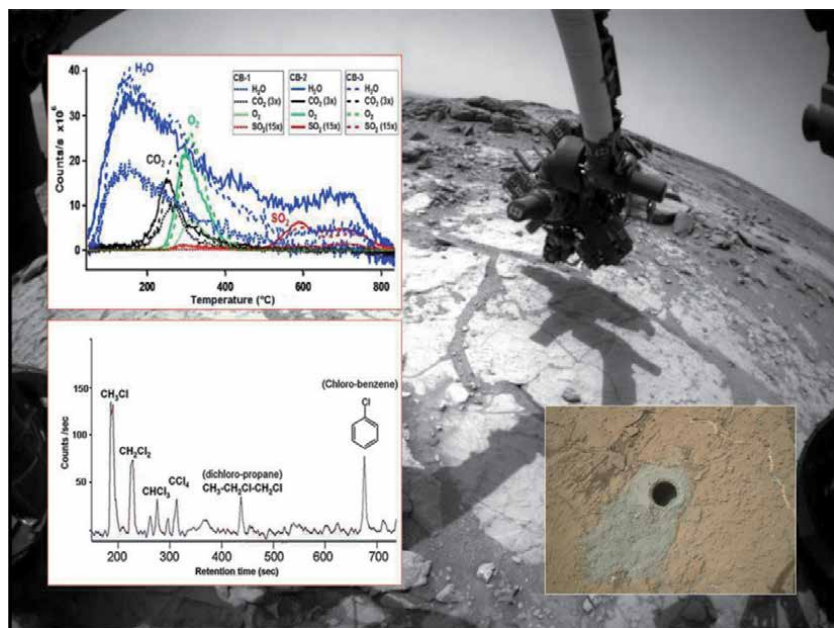 H₂O
CB-1 CB-2 CB-3
H₂O H₂O H₂O
CO₂ (3x) CO₂ (3x) CO₂ (3x)
O₂ O₂ O₂
SO₂ (15x) SO₂ (15x) SO₂ (15x)
O₂
CO₂
SO₂
Counts/s x10⁶
40
30
20
10
0
200 400 600 800
Temperature (°C)
(Chloro-benzene)
Cl
CH₃Cl
CH₂Cl₂
CHCl₃
CCl₄
(dichloro-propane)
CH₃-CH₂Cl-CH₂Cl
Counts /sec
150
100
50
200 300 400 500 600 700
Retention time (sec)